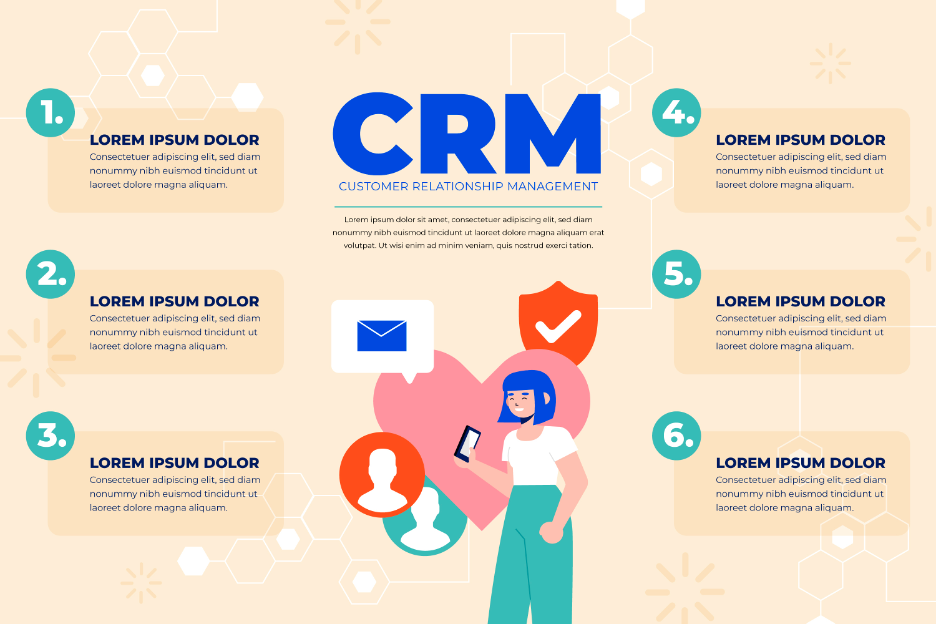 CRM
CUSTOMER RELATIONSHIP MANAGEMENT
Lorem ipsum dolor sit amet, consectetuer adipiscing elit, sed diam
nonummy nibh euismod tincidunt ut laoreet dolore magna aliquam erat
volutpat. Ut wisi enim ad minim veniam, quis nostrud exerci tation.
1.
LOREM IPSUM DOLOR
Consectetuer adipiscing elit, sed diam
nonummy nibh euismod tincidunt ut
laoreet dolore magna aliquam.
2.
LOREM IPSUM DOLOR
Consectetuer adipiscing elit, sed diam
nonummy nibh euismod tincidunt ut
laoreet dolore magna aliquam.
3.
LOREM IPSUM DOLOR
Consectetuer adipiscing elit, sed diam
nonummy nibh euismod tincidunt ut
laoreet dolore magna aliquam.
4.
LOREM IPSUM DOLOR
Consectetuer adipiscing elit, sed diam
nonummy nibh euismod tincidunt ut
laoreet dolore magna aliquam.
5.
LOREM IPSUM DOLOR
Consectetuer adipiscing elit, sed diam
nonummy nibh euismod tincidunt ut
laoreet dolore magna aliquam.
6.
LOREM IPSUM DOLOR
Consectetuer adipiscing elit, sed diam
nonummy nibh euismod tincidunt ut
laoreet dolore magna aliquam.